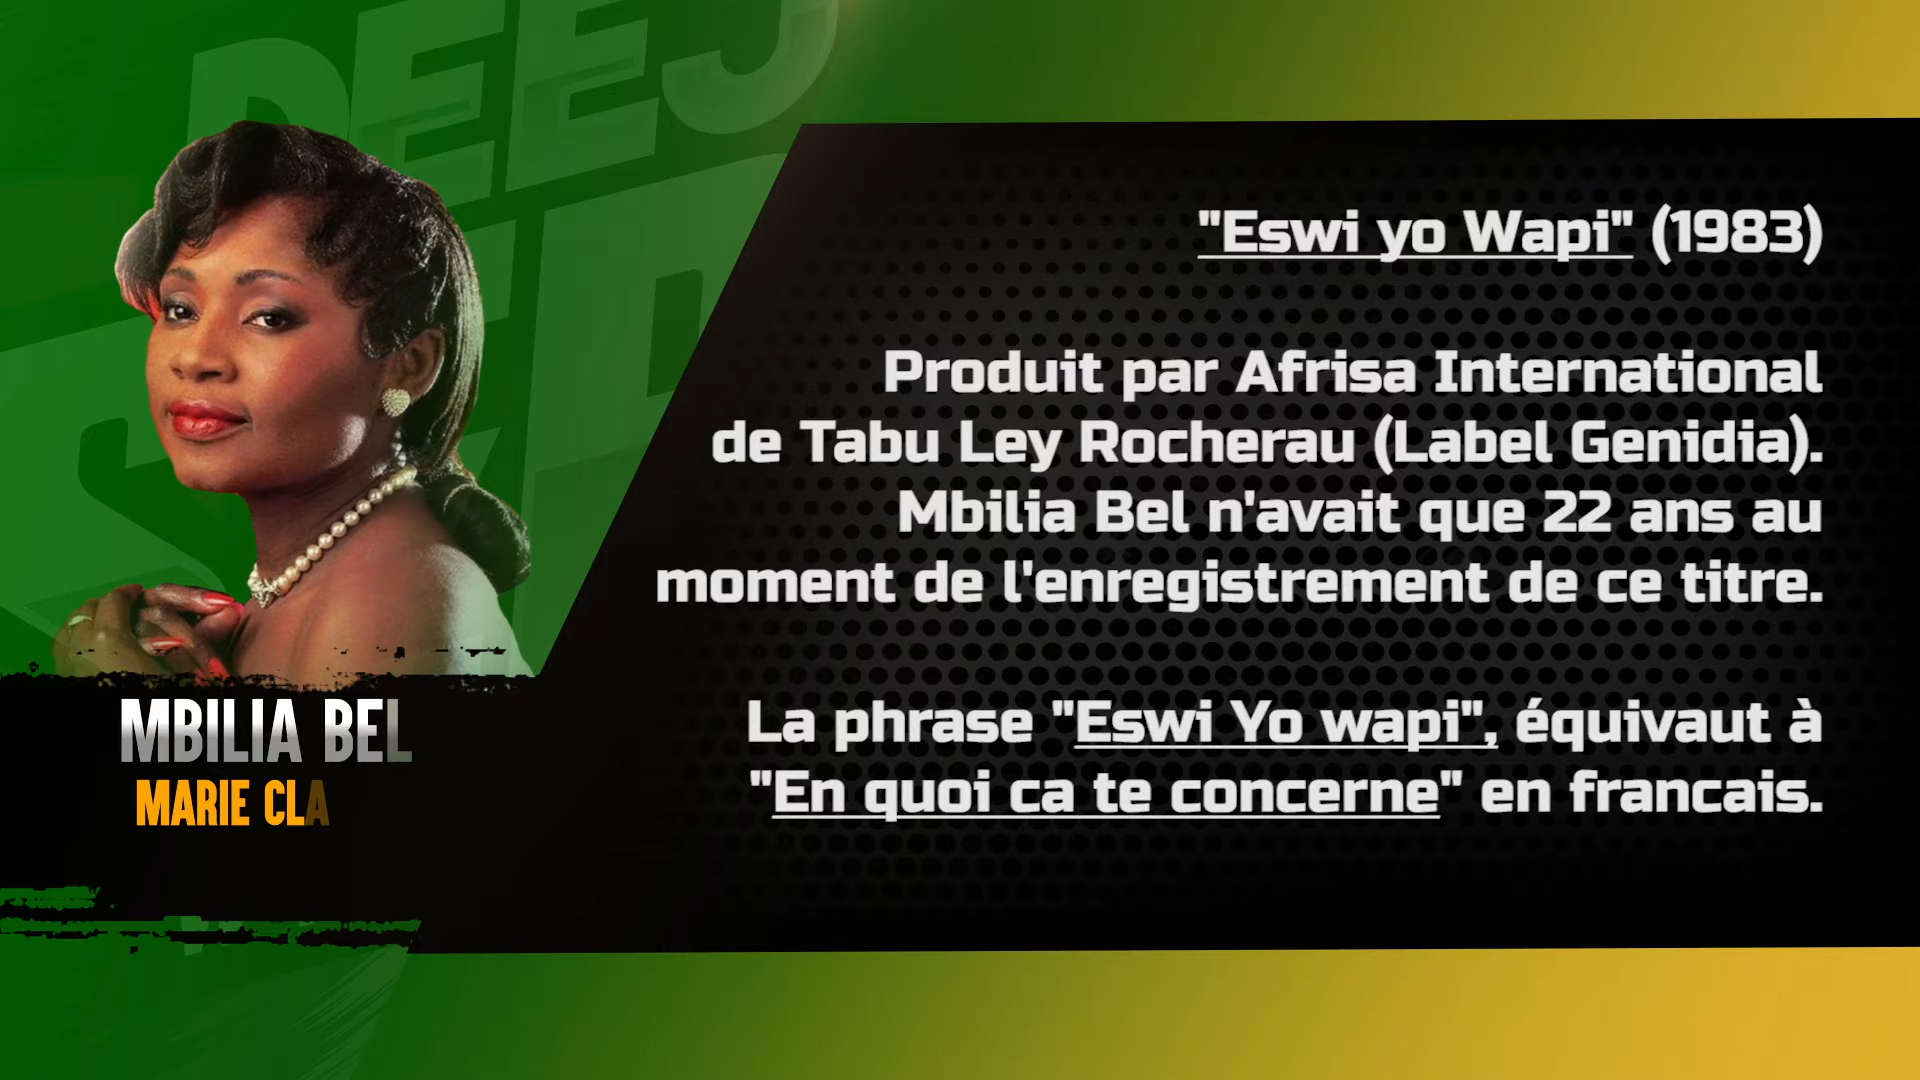 "Eswi yo Wapi" (1983)
Produit par Afrisa International
de Tabu Ley Rocherau (Label Genidia).
Mbilia Bel n'avait que 22 ans au
moment de l'enregistrement de ce titre.
La phrase "Eswi Yo wapi", équivaut à
"En quoi ca te concerne" en francais.
MBILIA BEL
MARIE CLA